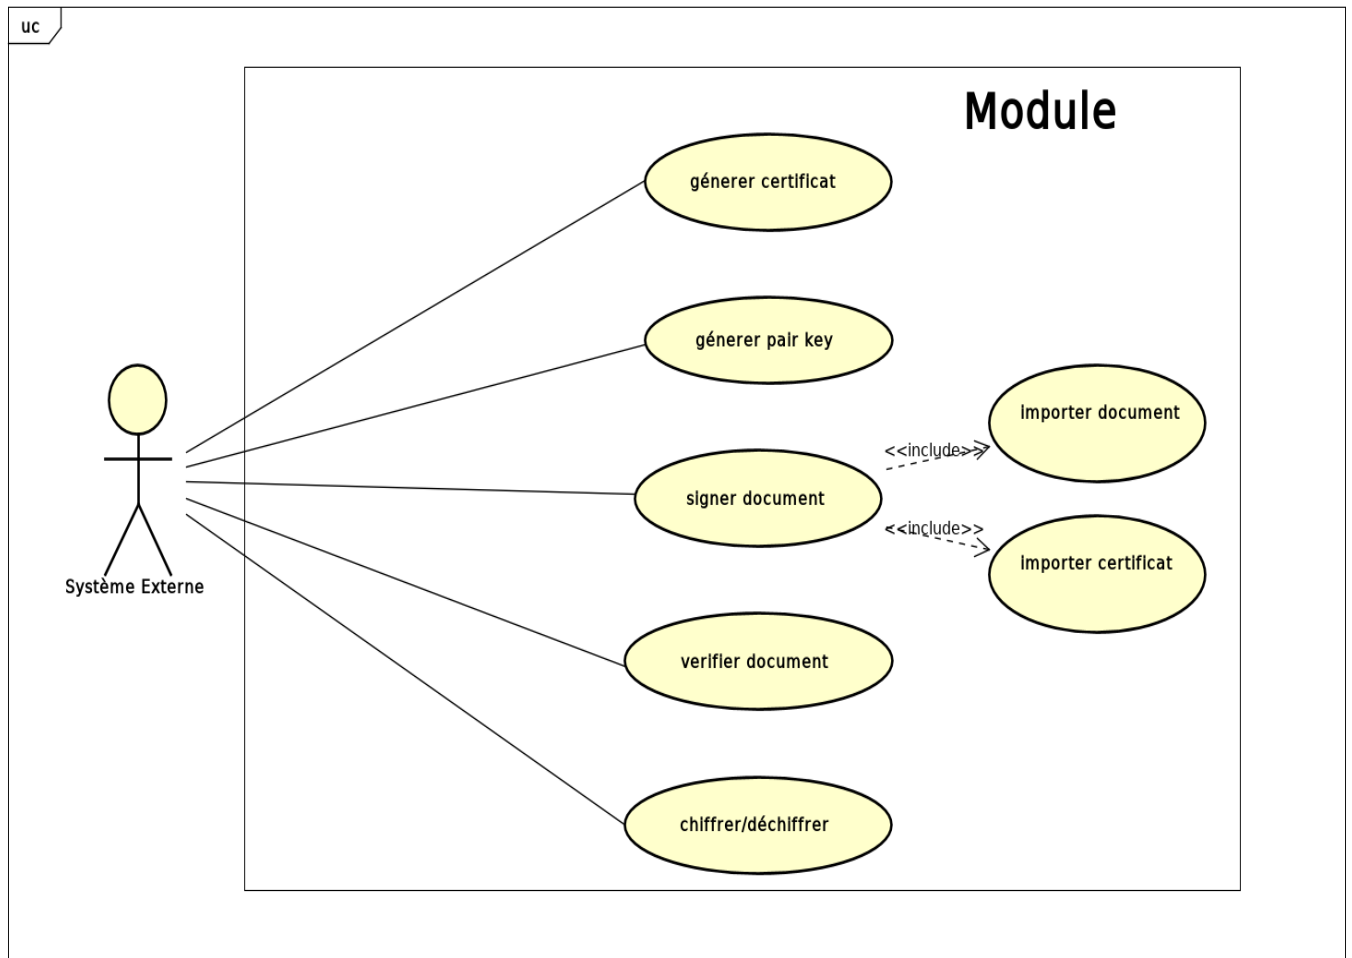 uc
Module
génerer certificat
génerer pair key
importer document
<<include>>
signer document
<<include>>
importer certificat
Système Externe
verifier document
chiffrer/déchiffrer